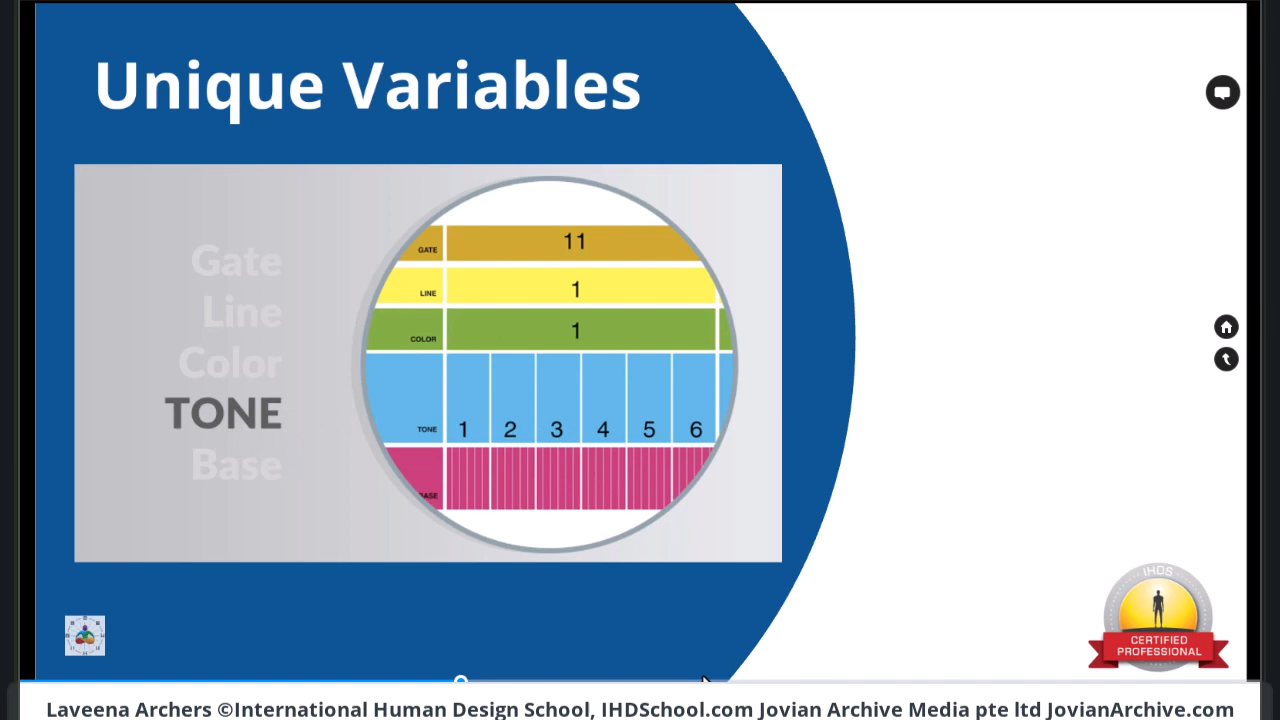 Unique Variables
Gate
Line
Color
TONE
Base
GATE 11
LINE 1
COLOR 1
TONE 1 2 3 4 5 6
BASE
IHDS
CERTIFIED
PROFESSIONAL
Laveena Archers ©International Human Design School, IHDSchool.com Jovian Archive Media pte ltd JovianArchive.com